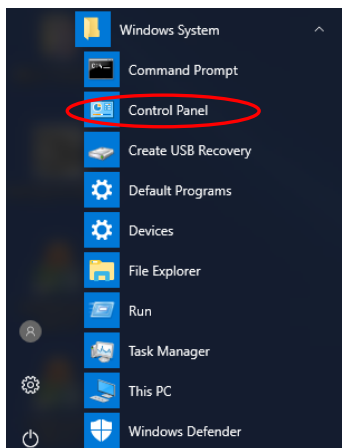 Windows System
Command Prompt
Control Panel
Create USB Recovery
Default Programs
Devices
File Explorer
Run
Task Manager
This PC
Windows Defender